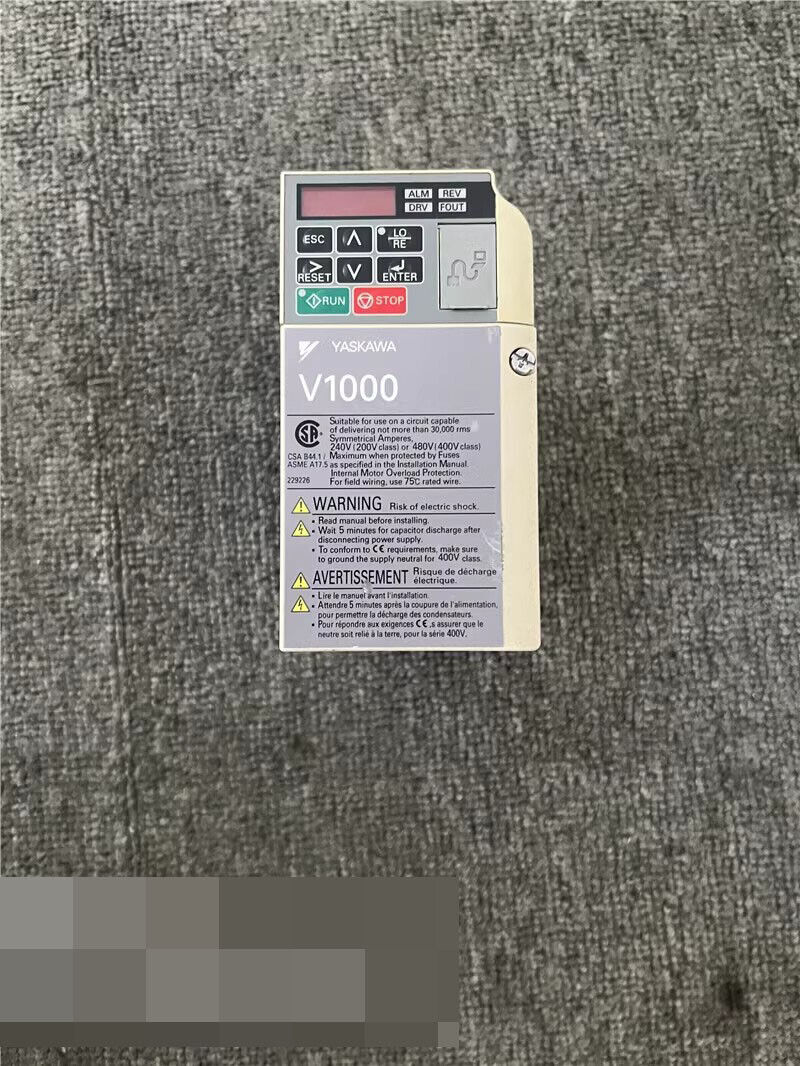 ALM REV
DRV FOUT
ESC LO
RE
RESET ENTER
RUN STOP
YASKAWA
V1000
CSA B44.1 /
ASME A17.5
229226
Suitable for use on a circuit capable
of delivering not more than 30,000 rms
Symmetrical Amperes,
240V (200V class) or 480V (400V class)
Maximum when protected by Fuses
as specified in the Installation Manual.
Internal Motor Overload Protection.
For field wiring, use 75℃ rated wire.
WARNING Risk of electric shock.
• Read manual before installing.
• Wait 5 minutes for capacitor discharge after
disconnecting power supply.
• To conform to CE requirements, make sure
to ground the supply neutral for 400V class.
AVERTISSEMENT Risque de décharge
électrique.
• Lire le manuel avant l'installation.
• Attendre 5 minutes après la coupure de l'alimentation,
pour permettre la décharge des condensateurs.
• Pour répondre aux exigences CE, s assurer que le
neutre soit relié à la terre, pour la série 400V.